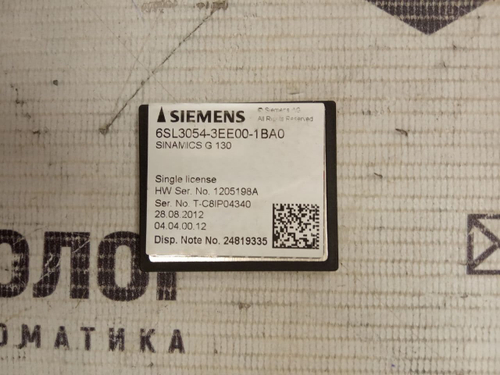 SIEMENS
© Siemens AG
All Rights Reserved
6SL3054-3EE00-1BA0
SINAMICS G 130
Single license
HW Ser. No. 1205198A
Ser. No. T-C8IP04340
28.08.2012
04.04.00.12
Disp. Note No. 24819335
ОЛОГ
ОМАТИКА